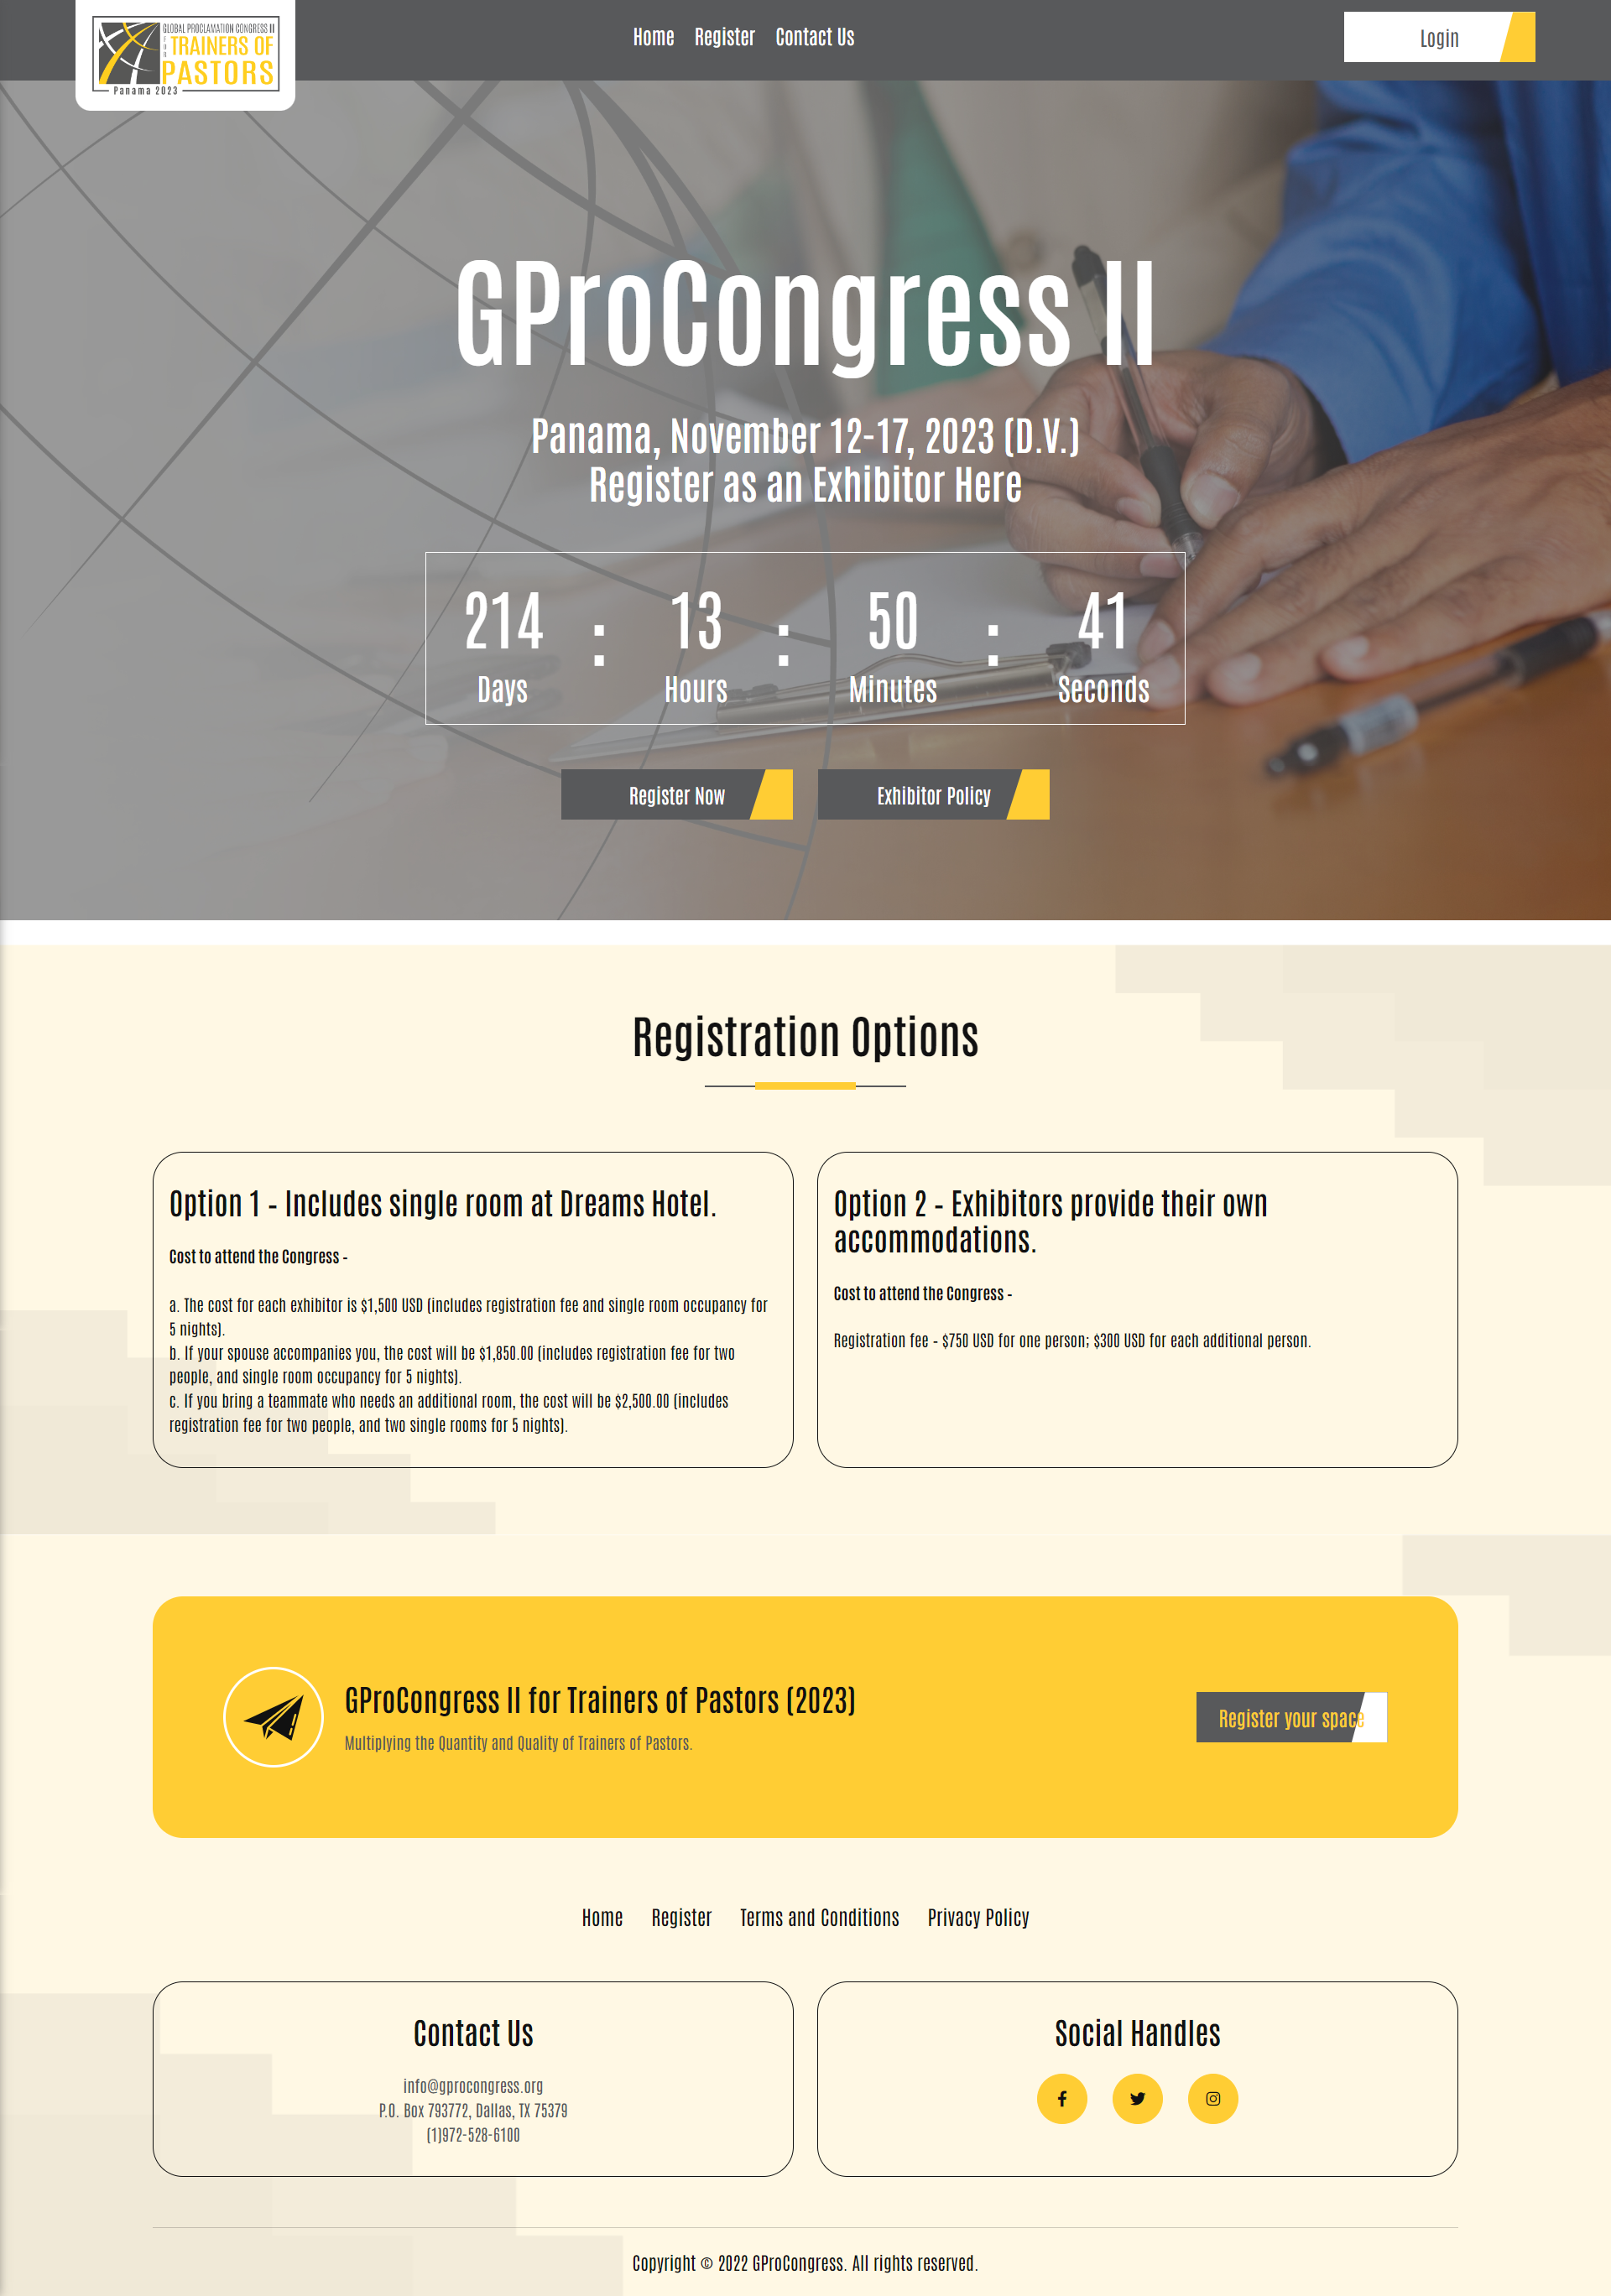 GLOBAL PROCLAMATION CONGRESS II
TRAINERS OF
PASTORS
Panama 2023
Home Register Contact Us
Login
GProCongress II
Panama, November 12-17, 2023 (D.V.)
Register as an Exhibitor Here
214 : 13 : 50 : 41
Days Hours Minutes Seconds
Register Now Exhibitor Policy
Registration Options
Option 1 - Includes single room at Dreams Hotel.
Cost to attend the Congress -
a. The cost for each exhibitor is $1,500 USD (includes registration fee and single room occupancy for
5 nights).
b. If your spouse accompanies you, the cost will be $1,850.00 (includes registration fee for two
people, and single room occupancy for 5 nights).
c. If you bring a teammate who needs an additional room, the cost will be $2,500.00 (includes
registration fee for two people, and two single rooms for 5 nights).
Option 2 - Exhibitors provide their own
accommodations.
Cost to attend the Congress -
Registration fee - $750 USD for one person; $300 USD for each additional person.
GProCongress II for Trainers of Pastors (2023)
Multiplying the Quantity and Quality of Trainers of Pastors.
Register your space
Home Register Terms and Conditions Privacy Policy
Contact Us
info@gprocongress.org
P.O. Box 793772, Dallas, TX 75379
(1)972-528-6100
Social Handles
Copyright © 2022 GProCongress. All rights reserved.